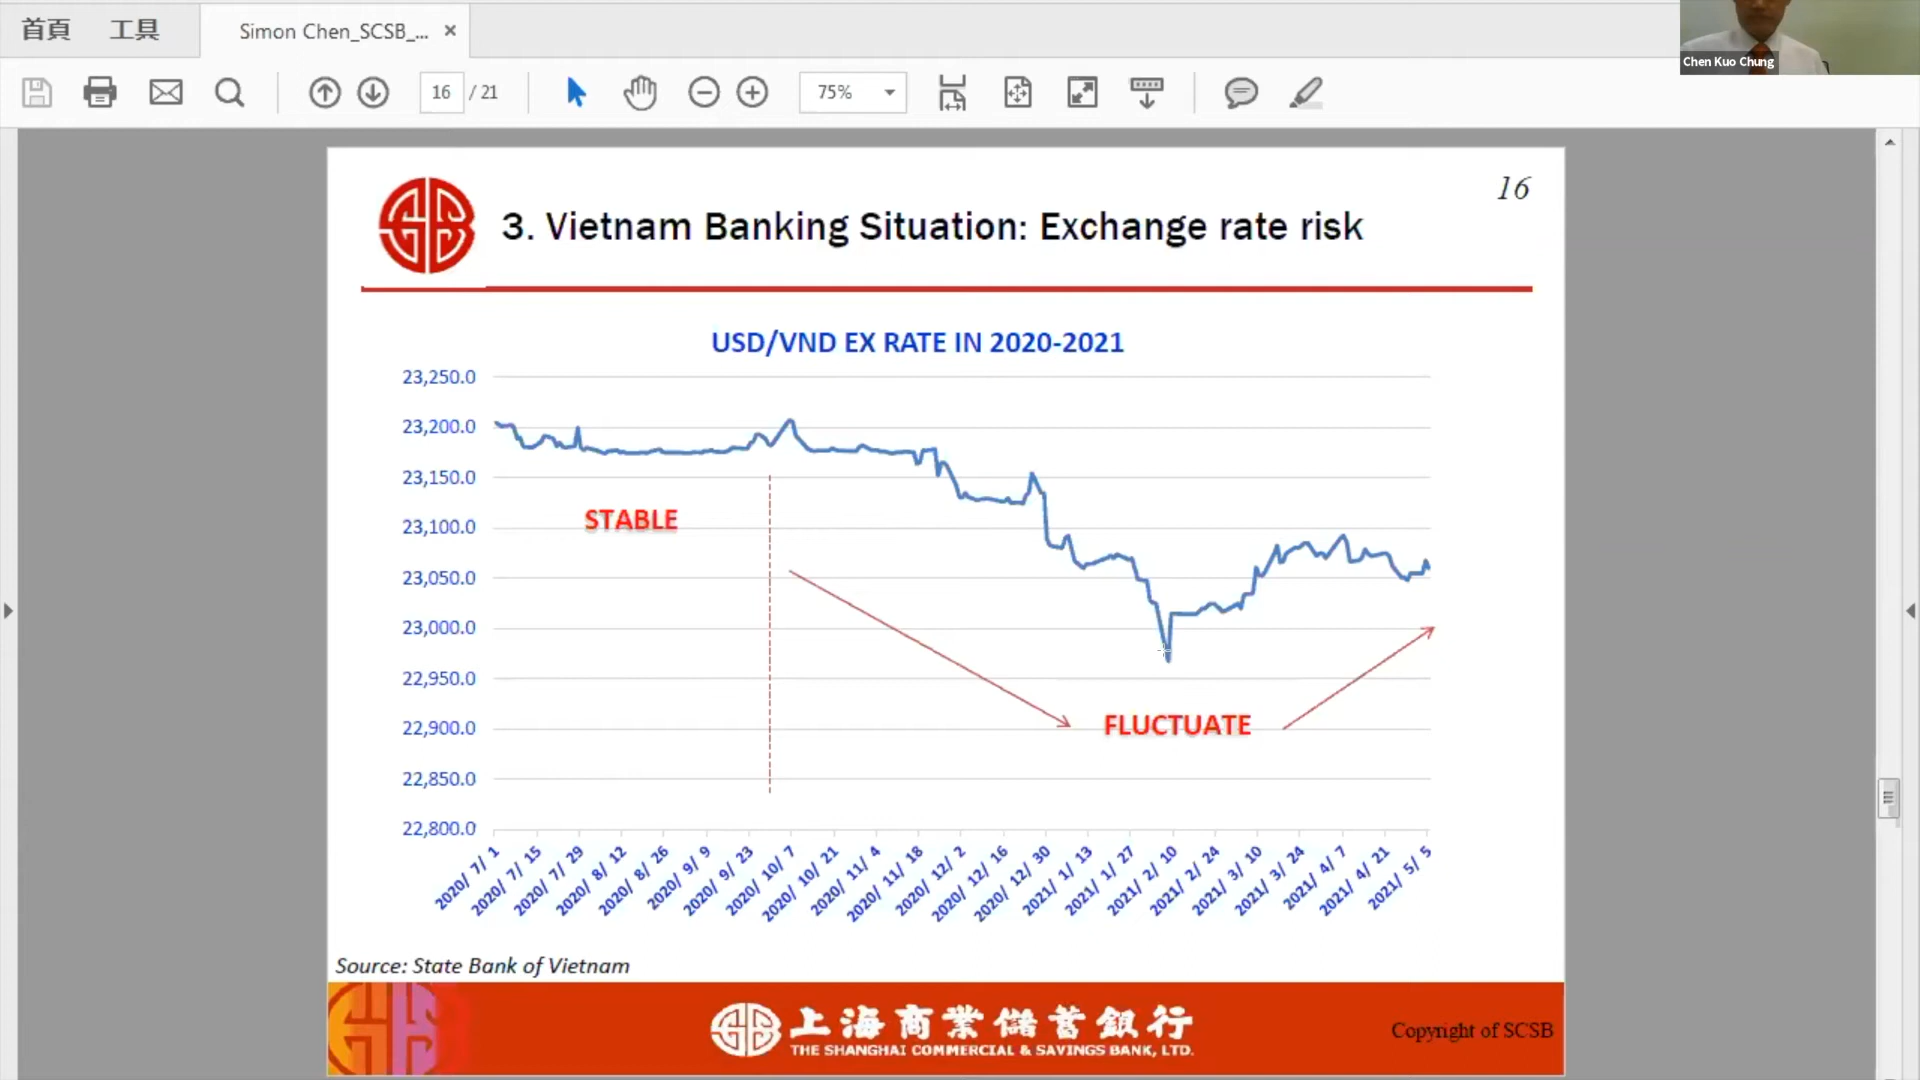 首頁 工具 Simon Chen_SCSB_... ×
Chen Kuo Chung
16 / 21 75%
16
3. Vietnam Banking Situation: Exchange rate risk
USD/VND EX RATE IN 2020-2021
23,250.0
23,200.0
23,150.0
23,100.0
23,050.0
23,000.0
22,950.0
22,900.0
22,850.0
22,800.0
STABLE
FLUCTUATE
2020/ 7/ 1
2020/ 7/ 15
2020/ 7/ 29
2020/ 8/ 12
2020/ 8/ 26
2020/ 9/ 9
2020/ 9/ 23
2020/ 10/ 7
2020/ 10/ 21
2020/ 11/ 4
2020/ 11/ 18
2020/ 12/ 2
2020/ 12/ 16
2020/ 12/ 30
2021/ 1/ 13
2021/ 1/ 27
2021/ 2/ 10
2021/ 2/ 24
2021/ 3/ 10
2021/ 3/ 24
2021/ 4/ 7
2021/ 4/ 21
2021/ 5/ 5
Source: State Bank of Vietnam
上海商業儲蓄銀行
THE SHANGHAI COMMERCIAL & SAVINGS BANK, LTD.
Copyright of SCSB